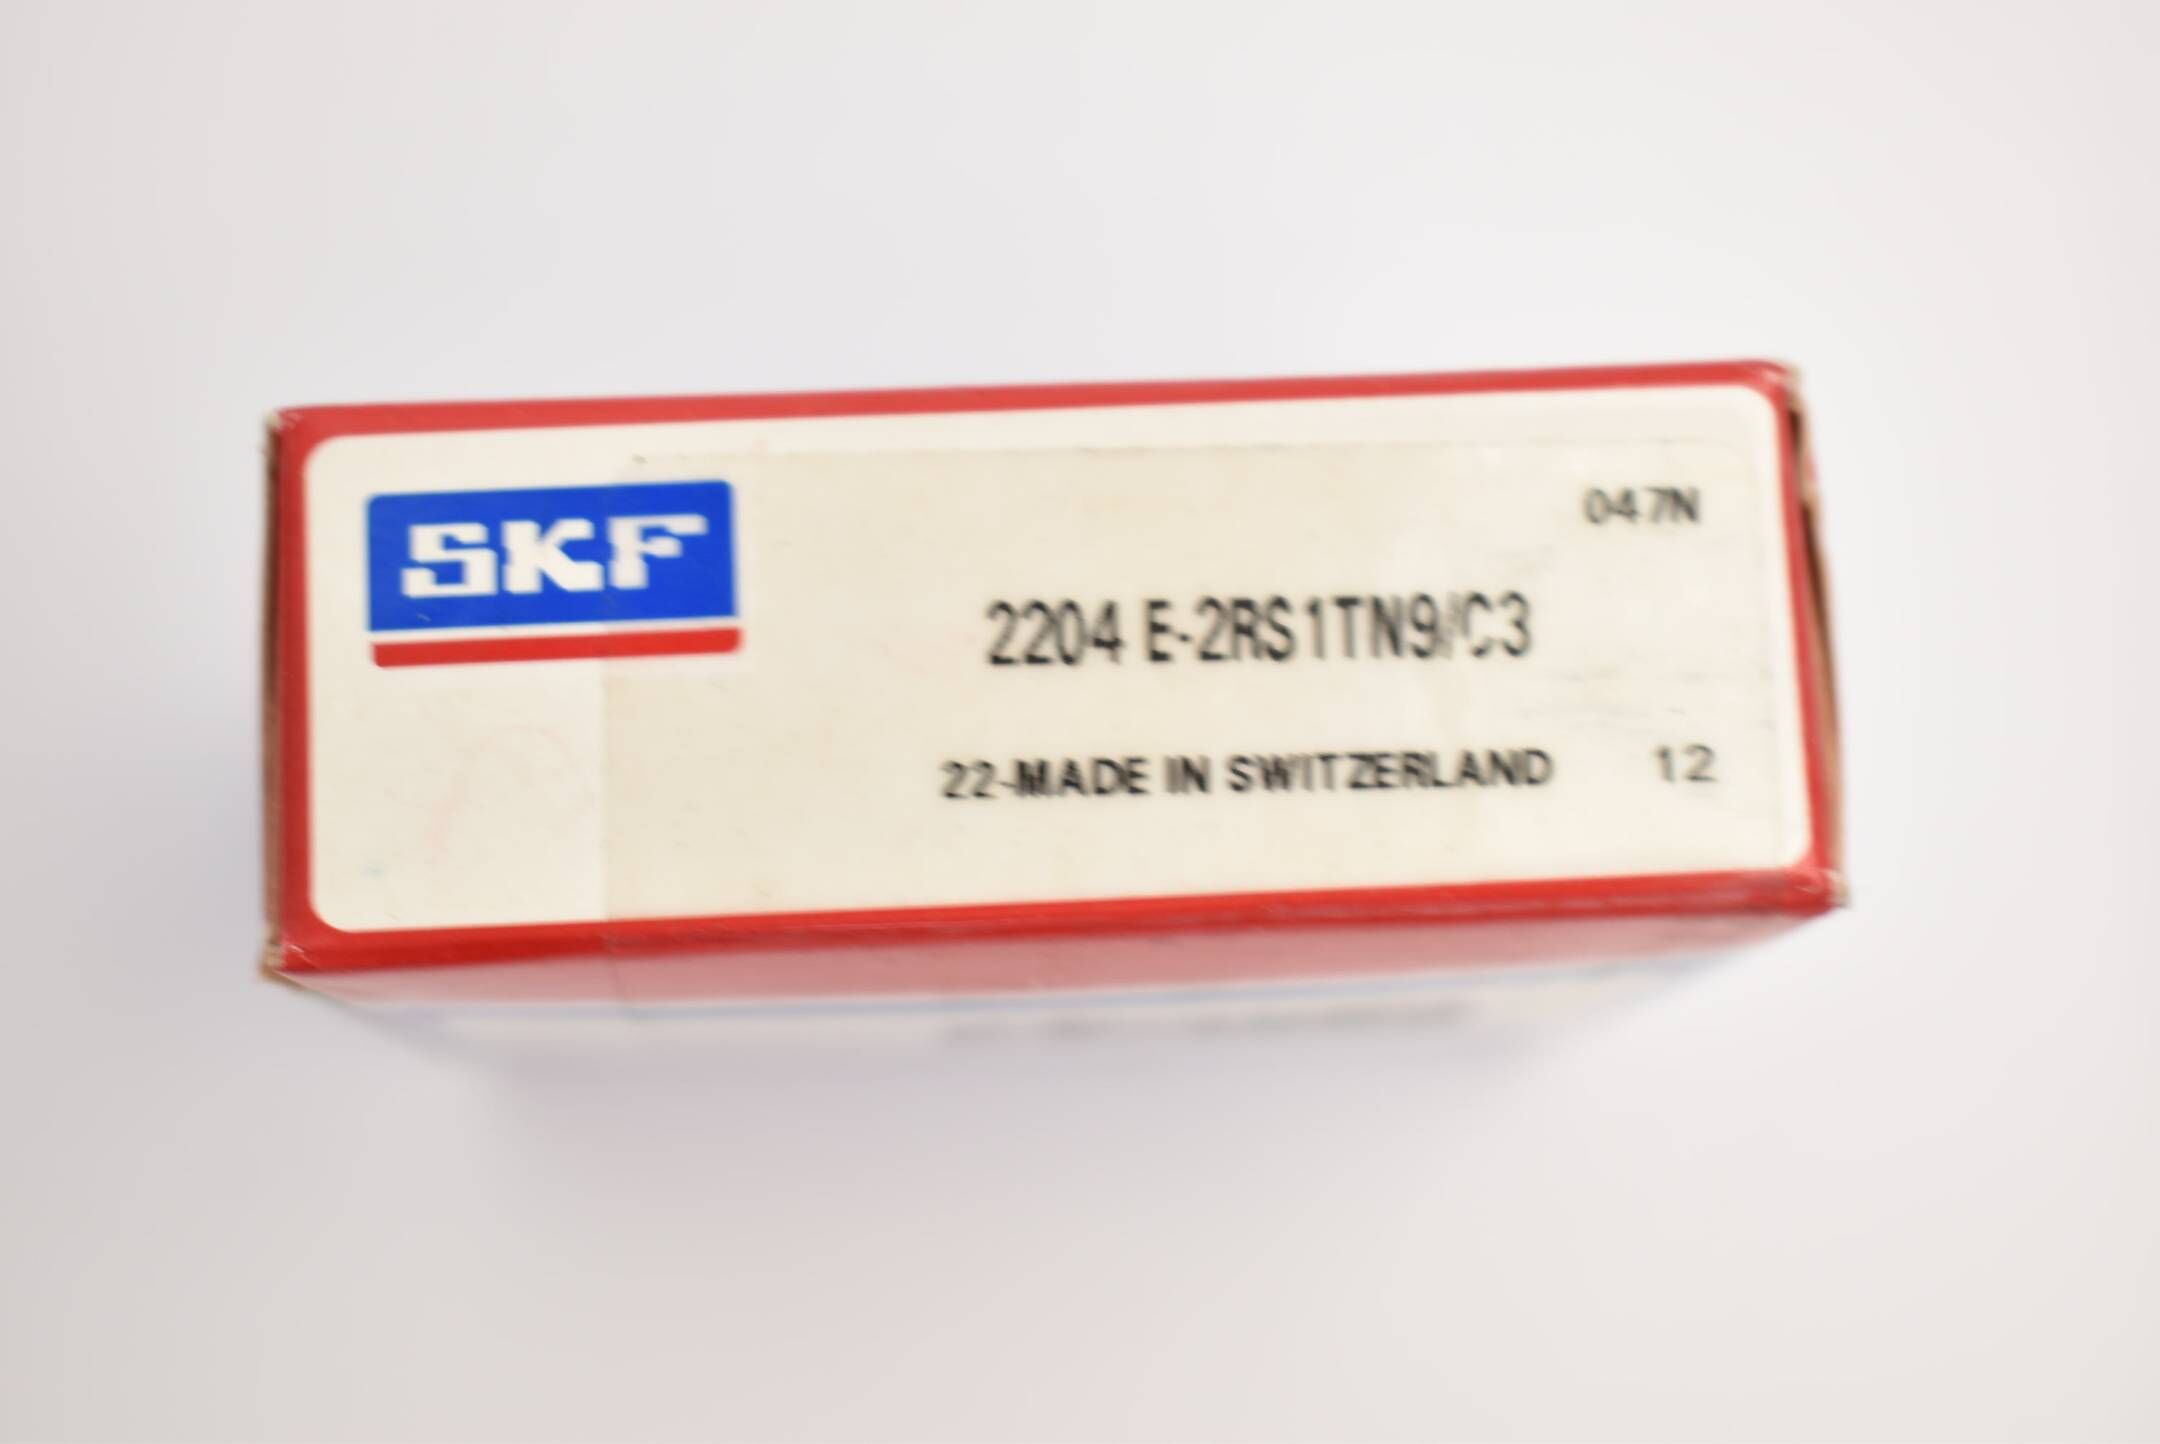 SKF
047N
2204 E-2RS1TN9/C3
22-MADE IN SWITZERLAND 12